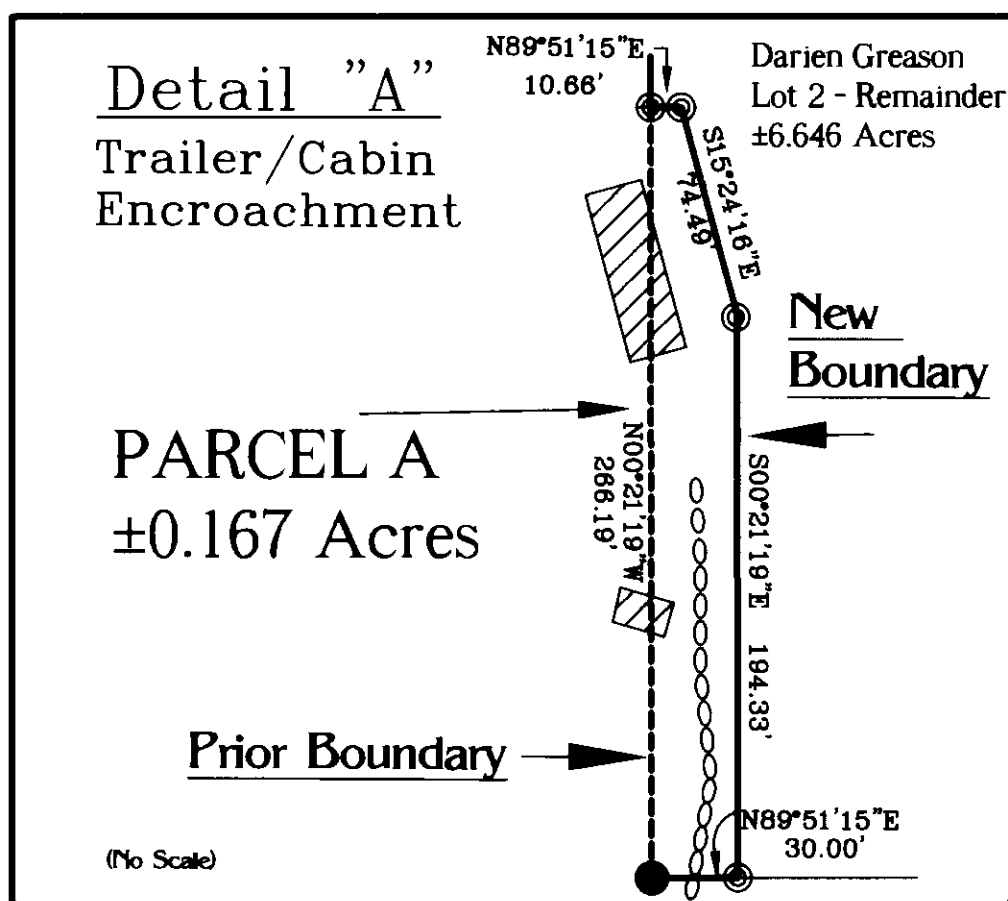 Detail "A"
Trailer/Cabin
Encroachment
N89°51'15"E
10.66'
Darien Greason
Lot 2 - Remainder
±6.646 Acres
S15°24'16"E
74.49'
New
Boundary
PARCEL A
±0.167 Acres
N00°21'19"W
266.19'
S00°21'19"E 194.33'
Prior Boundary
N89°51'15"E
30.00'
(No Scale)